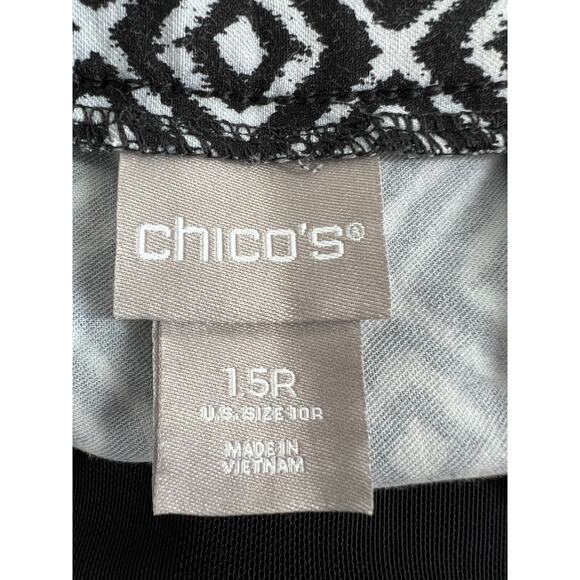 chico's®
1.5R
U.S. SIZE 10R
MADE IN
VIETNAM